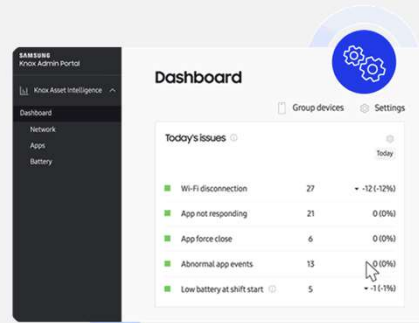 SAMSUNG
Knox Admin Portal
Knox Asset Intelligence
Dashboard
Network
Apps
Battery
Dashboard
Group devices
Settings
Today's issues
Today
Wi-Fi disconnection 27 -12 (-12%)
App not responding 21 0 (0%)
App force close 6 0 (0%)
Abnormal app events 13 0 (0%)
Low battery at shift start 5 -1 (-1%)